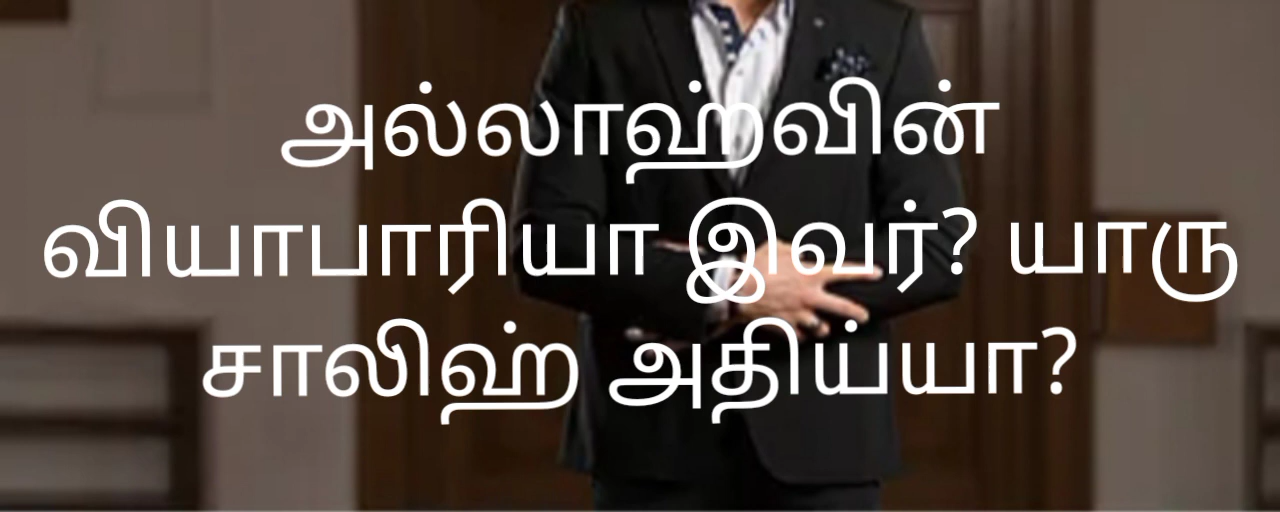 அல்லாஹ்வின்
வியாபாரியா இவர்? யாரு
சாலிஹ் அதிய்யா?